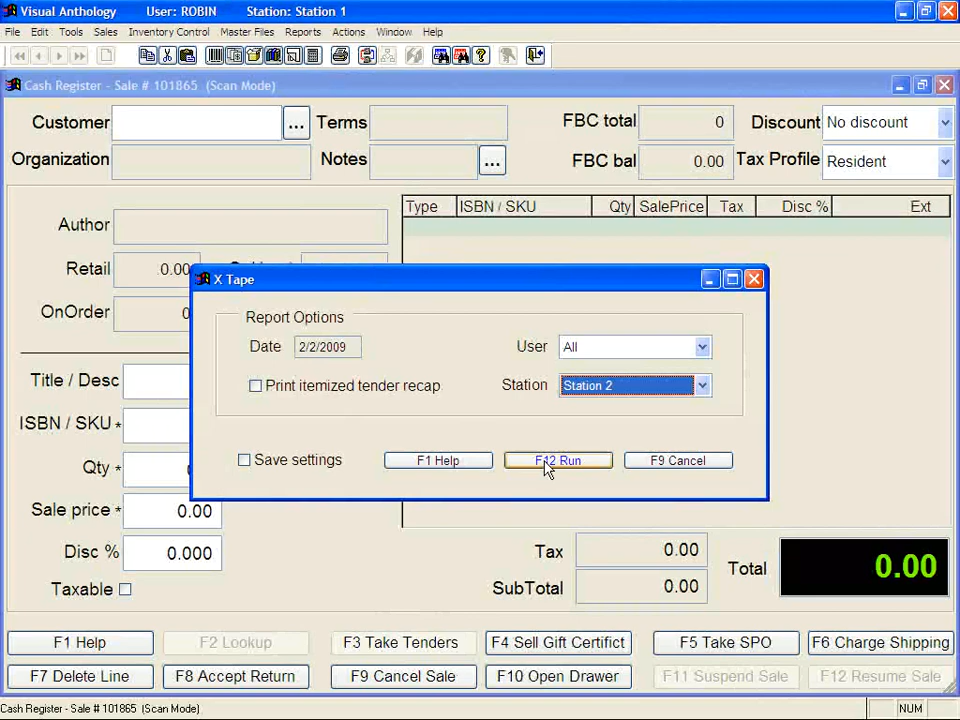 Visual Anthology User: ROBIN Station: Station 1
File Edit Tools Sales Inventory Control Master Files Reports Actions Window Help
Cash Register - Sale # 101865 (Scan Mode)
Customer ... Terms FBC total 0 Discount No discount
Organization Notes ... FBC bal 0.00 Tax Profile Resident
Type ISBN / SKU Qty SalePrice Tax Disc % Ext
Author
Retail 0.00
OnOrder
X Tape
Report Options
Date 2/2/2009 User All
Print itemized tender recap Station Station 2
Save settings F1 Help F12 Run F9 Cancel
Title / Desc
ISBN / SKU *
Qty *
Sale price * 0.00
Disc % 0.000
Taxable
Tax 0.00
SubTotal 0.00
Total 0.00
F1 Help F2 Lookup F3 Take Tenders F4 Sell Gift Certifict F5 Take SPO F6 Charge Shipping
F7 Delete Line F8 Accept Return F9 Cancel Sale F10 Open Drawer F11 Suspend Sale F12 Resume Sale
Cash Register - Sale # 101865 (Scan Mode) NUM